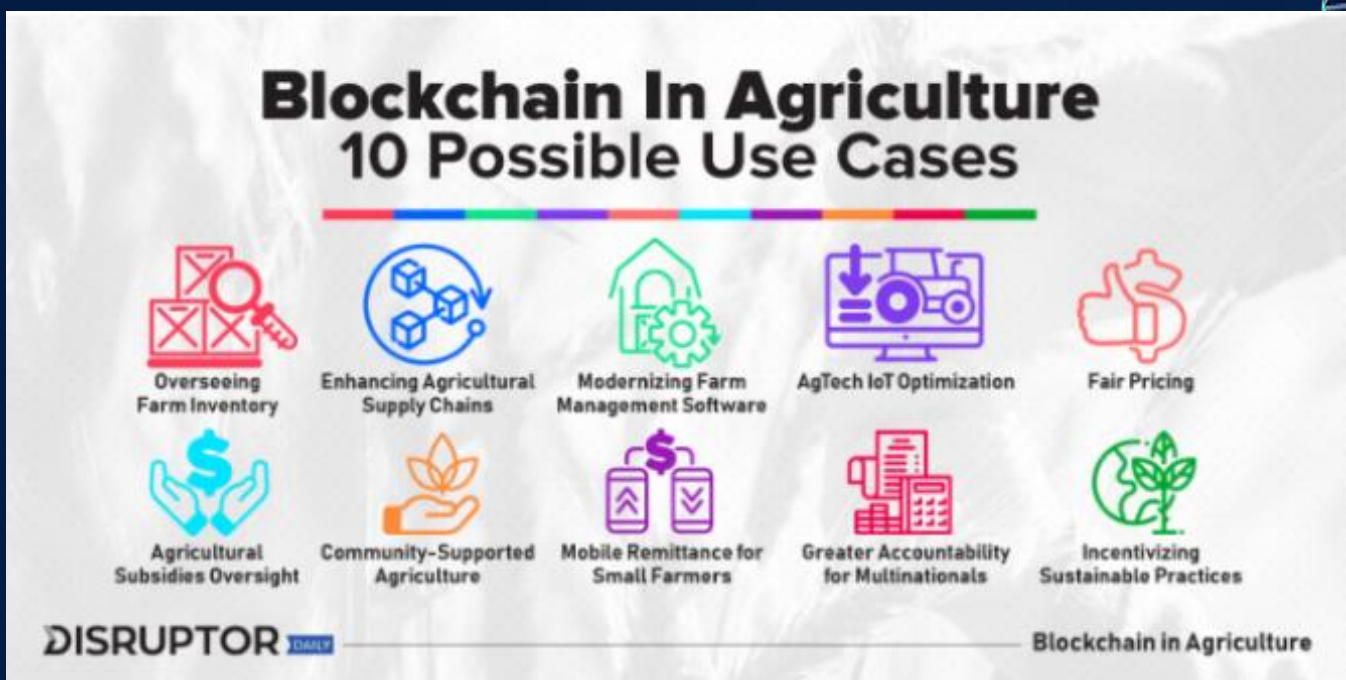 Blockchain In Agriculture
10 Possible Use Cases
Overseeing
Farm Inventory
Enhancing Agricultural
Supply Chains
Modernizing Farm
Management Software
AgTech IoT Optimization
Fair Pricing
Agricultural
Subsidies Oversight
Community-Supported
Agriculture
Mobile Remittance for
Small Farmers
Greater Accountability
for Multinationals
Incentivizing
Sustainable Practices
DISRUPTOR DAILY
Blockchain in Agriculture